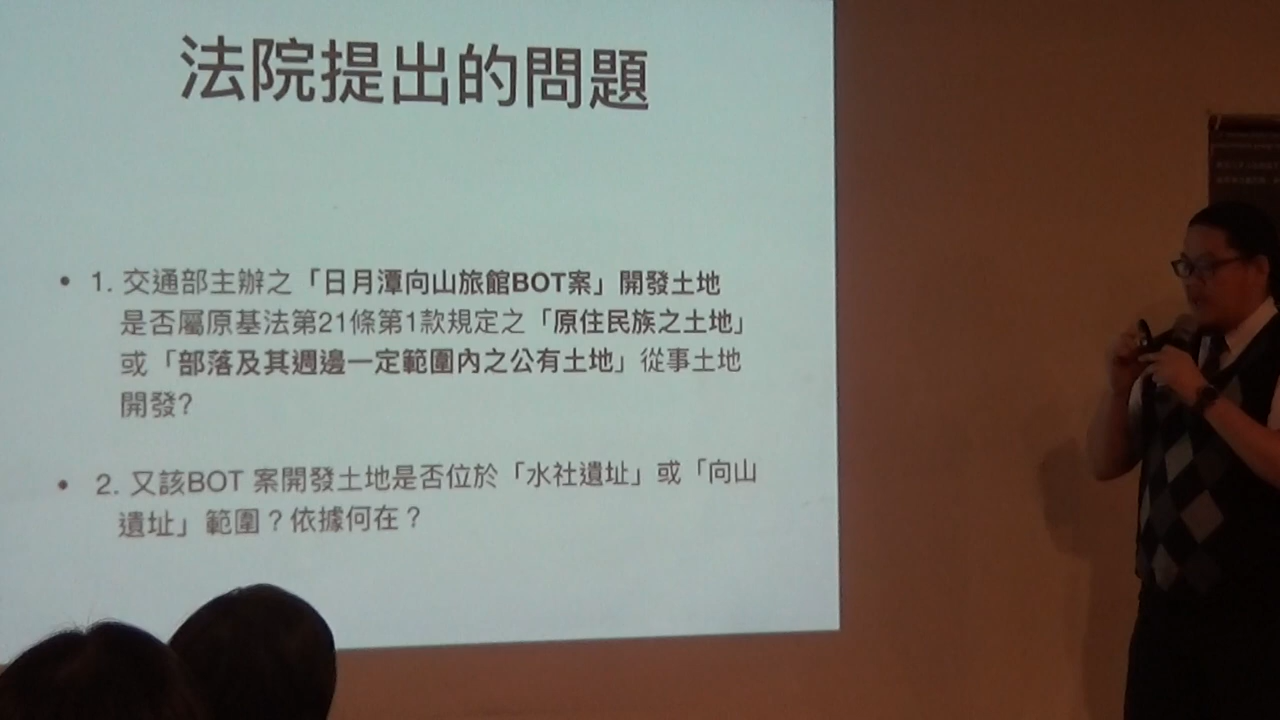 法院提出的問題
• 1. 交通部主辦之「日月潭向山旅館BOT案」開發土地
是否屬原基法第21條第1款規定之「原住民族之土地」
或「部落及其週邊一定範圍內之公有土地」從事土地
開發?
• 2. 又該BOT 案開發土地是否位於「水社遺址」或「向山
遺址」範圍？依據何在？